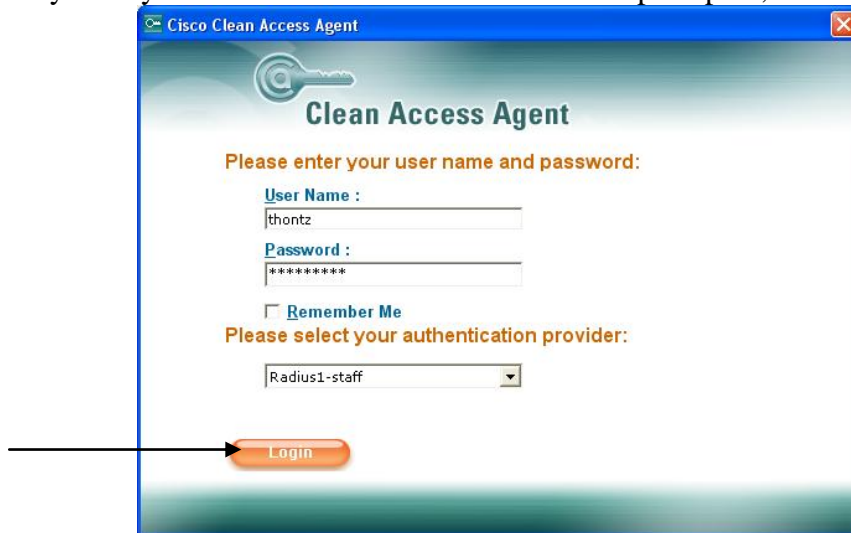 Cisco Clean Access Agent
Clean Access Agent
Please enter your user name and password:
User Name :
thontz
Password :
*********
Remember Me
Please select your authentication provider:
Radius1-staff
Login